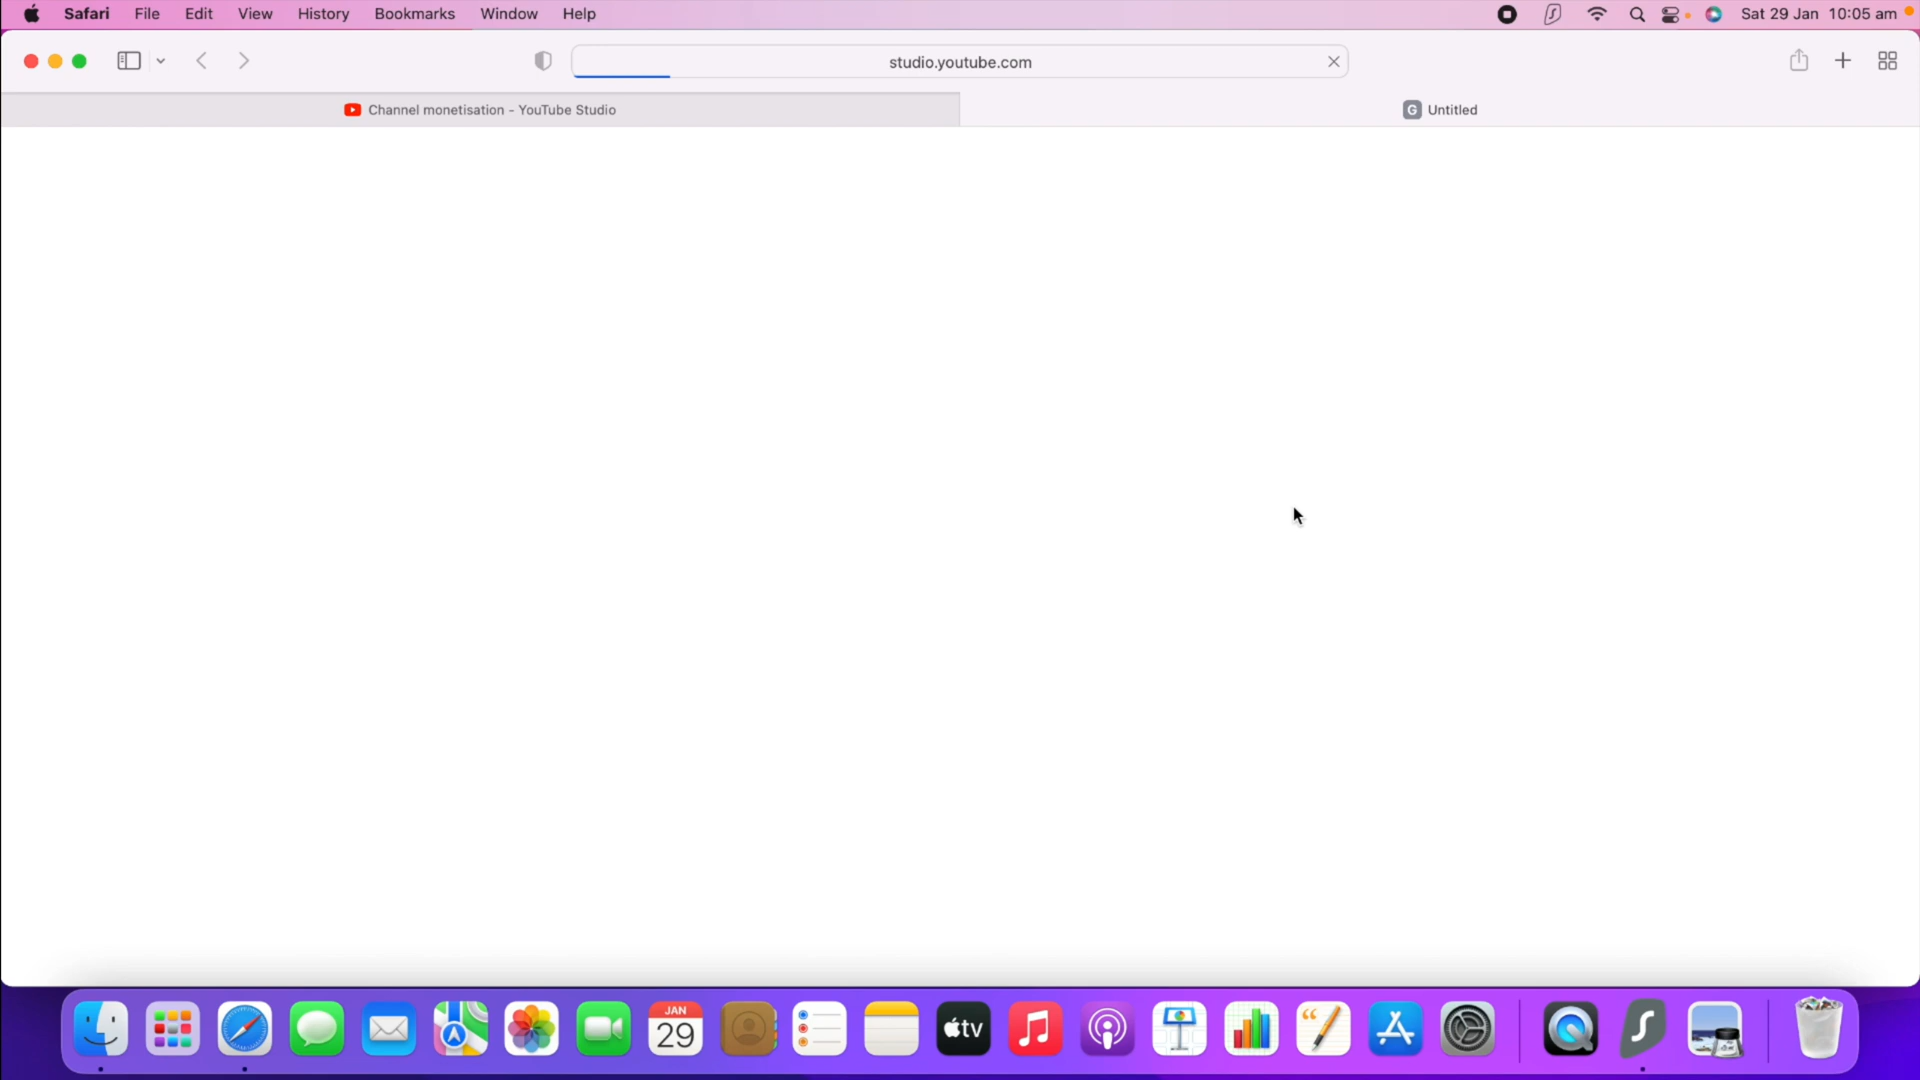 Safari File Edit View History Bookmarks Window Help Sat 29 Jan 10:05 am
studio.youtube.com
Channel monetisation - YouTube Studio
G Untitled
JAN
29
tv